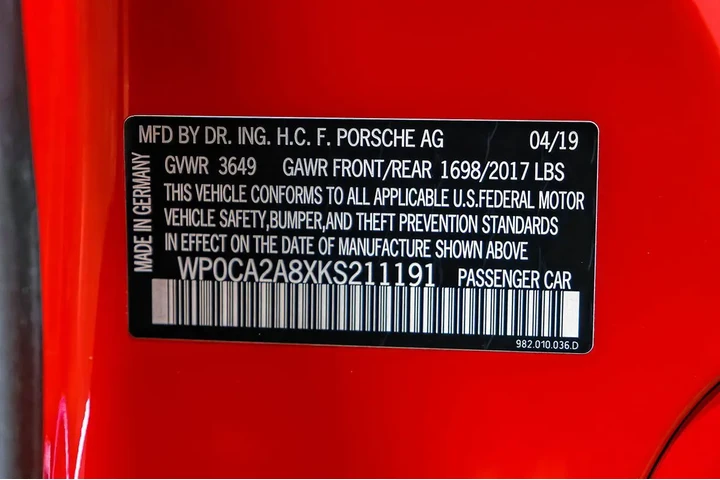 MFD BY DR. ING. H.C. F. PORSCHE AG 04/19
GVWR 3649 GAWR FRONT/REAR 1698/2017 LBS
THIS VEHICLE CONFORMS TO ALL APPLICABLE U.S.FEDERAL MOTOR
VEHICLE SAFETY,BUMPER,AND THEFT PREVENTION STANDARDS
IN EFFECT ON THE DATE OF MANUFACTURE SHOWN ABOVE
WP0CA2A8XKS211191 PASSENGER CAR
982.010.036.D
MADE IN GERMANY